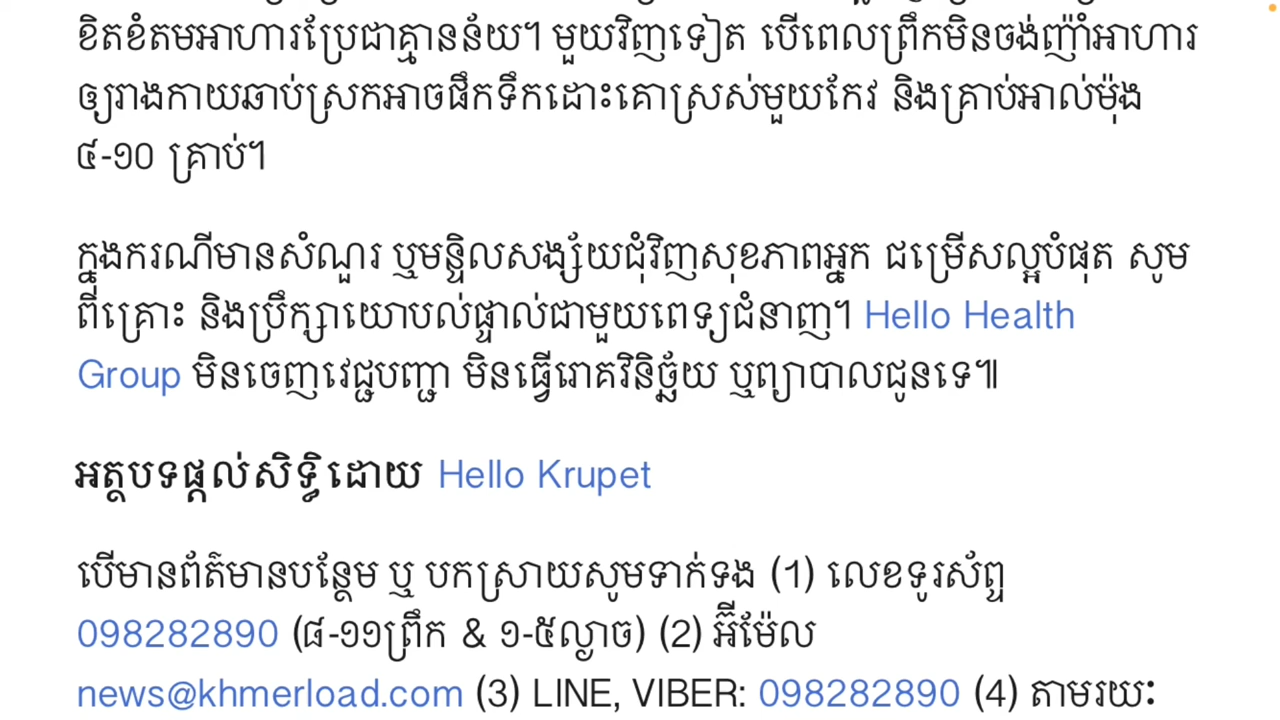 ខិតខំតមអាហារប្រែជាគ្មានន័យ។ មួយវិញទៀត បើពេលព្រឹកមិនចង់ញ៉ាំអាហារ
ឲ្យរាងកាយឆាប់ស្រកអាចផឹកទឹកដោះគោស្រស់មួយកែវ និងគ្រាប់អាល់ម៉ុង
៤-១០ គ្រាប់។
ក្នុងករណីមានសំណួរ ឬមន្ទិលសង្ស័យជុំវិញសុខភាពអ្នក ជម្រើសល្អបំផុត សូម
ពិគ្រោះ និងប្រឹក្សាយោបល់ផ្ទាល់ជាមួយពេទ្យជំនាញ។ Hello Health
Group មិនចេញវេជ្ជបញ្ជា មិនធ្វើរោគវិនិច្ឆ័យ ឬព្យាបាលជូនទេ៕
អត្ថបទផ្ដល់សិទ្ធិដោយ Hello Krupet
បើមានព័ត៌មានបន្ថែម ឬ បកស្រាយសូមទាក់ទង (1) លេខទូរស័ព្ទ
098282890 (៨-១១ព្រឹក & ១-៥ល្ងាច) (2) អ៊ីម៉ែល
news@khmerload.com (3) LINE, VIBER: 098282890 (4) តាមរយៈ